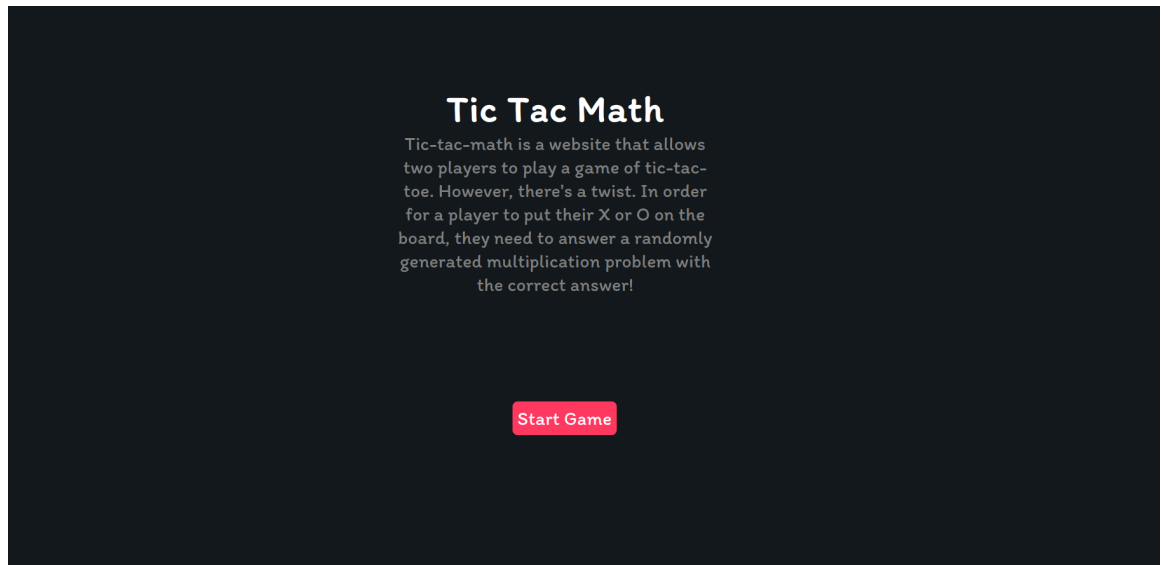 Tic Tac Math
Tic-tac-math is a website that allows
two players to play a game of tic-tac-
toe. However, there's a twist. In order
for a player to put their X or O on the
board, they need to answer a randomly
generated multiplication problem with
the correct answer!
Start Game